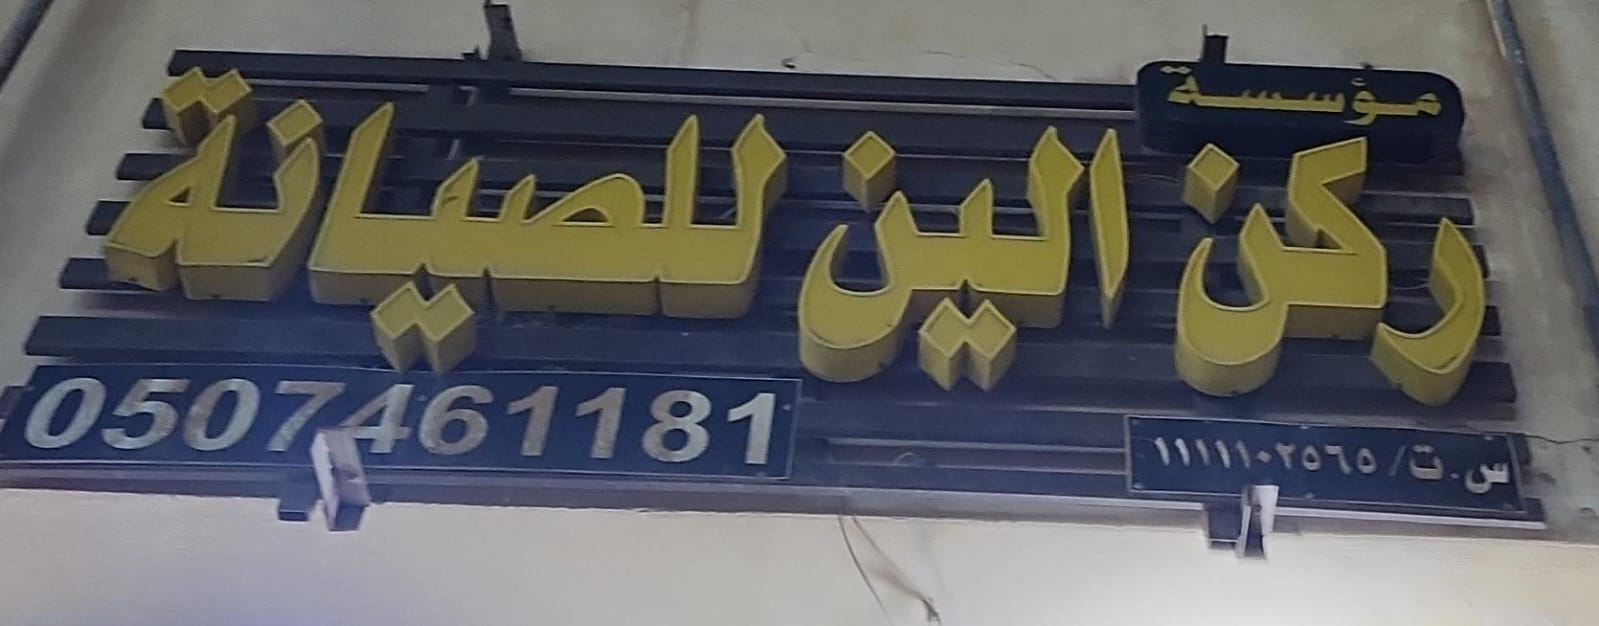 مؤسسة
ركن الين للصيانة
0507461181
س.ت/ ١١١١١٠٢٥٦٥